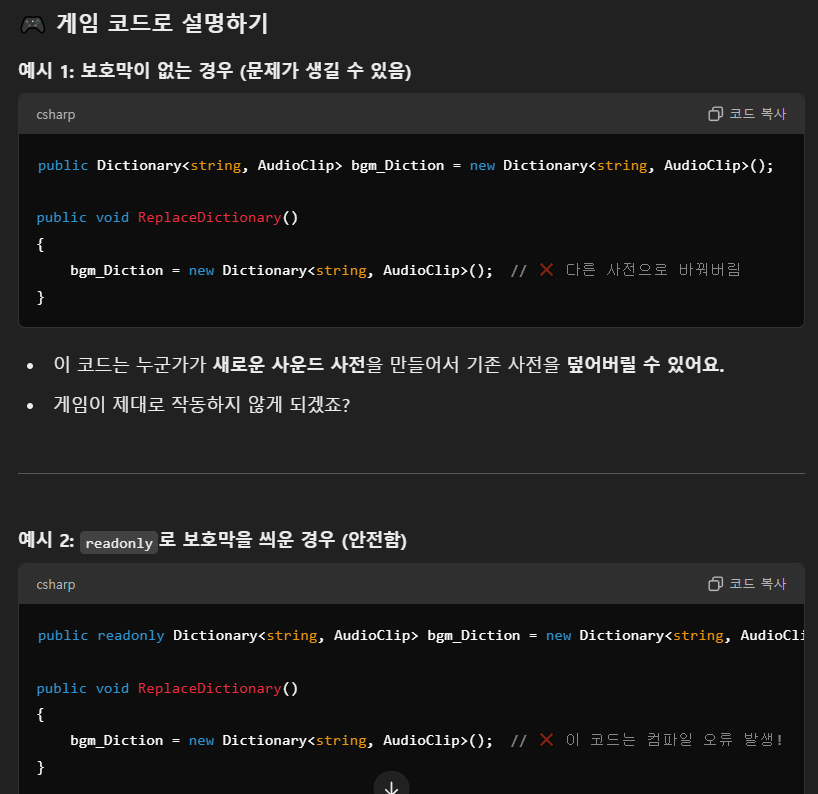 🎮 게임 코드로 설명하기
예시 1: 보호막이 없는 경우 (문제가 생길 수 있음)
csharp
코드 복사
public Dictionary<string, AudioClip> bgm_Diction = new Dictionary<string, AudioClip>();
public void ReplaceDictionary()
{
    bgm_Diction = new Dictionary<string, AudioClip>();  // ❌ 다른 사전으로 바꿔버림
}
• 이 코드는 누군가가 새로운 사운드 사전을 만들어서 기존 사전을 덮어버릴 수 있어요.
• 게임이 제대로 작동하지 않게 되겠죠?
예시 2: readonly로 보호막을 씌운 경우 (안전함)
csharp
코드 복사
public readonly Dictionary<string, AudioClip> bgm_Diction = new Dictionary<string, AudioCli
public void ReplaceDictionary()
{
    bgm_Diction = new Dictionary<string, AudioClip>();  // ❌ 이 코드는 컴파일 오류 발생!
}